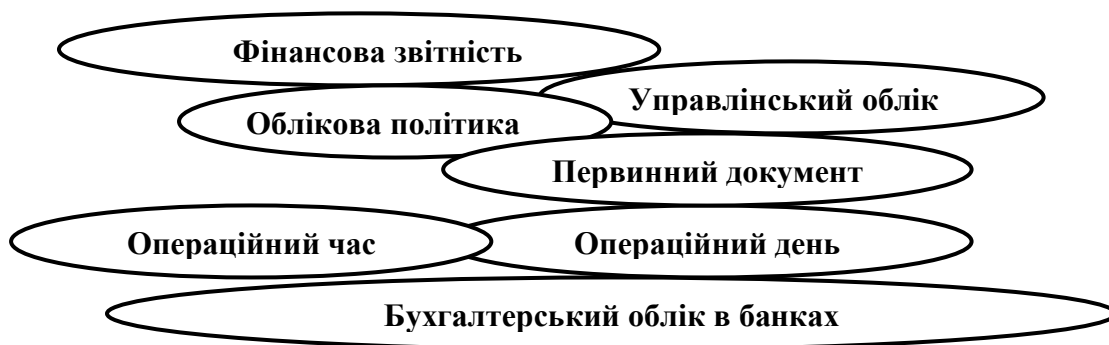 Фінансова звітність
Управлінський облік
Облікова політика
Первинний документ
Операційний час
Операційний день
Бухгалтерський облік в банках